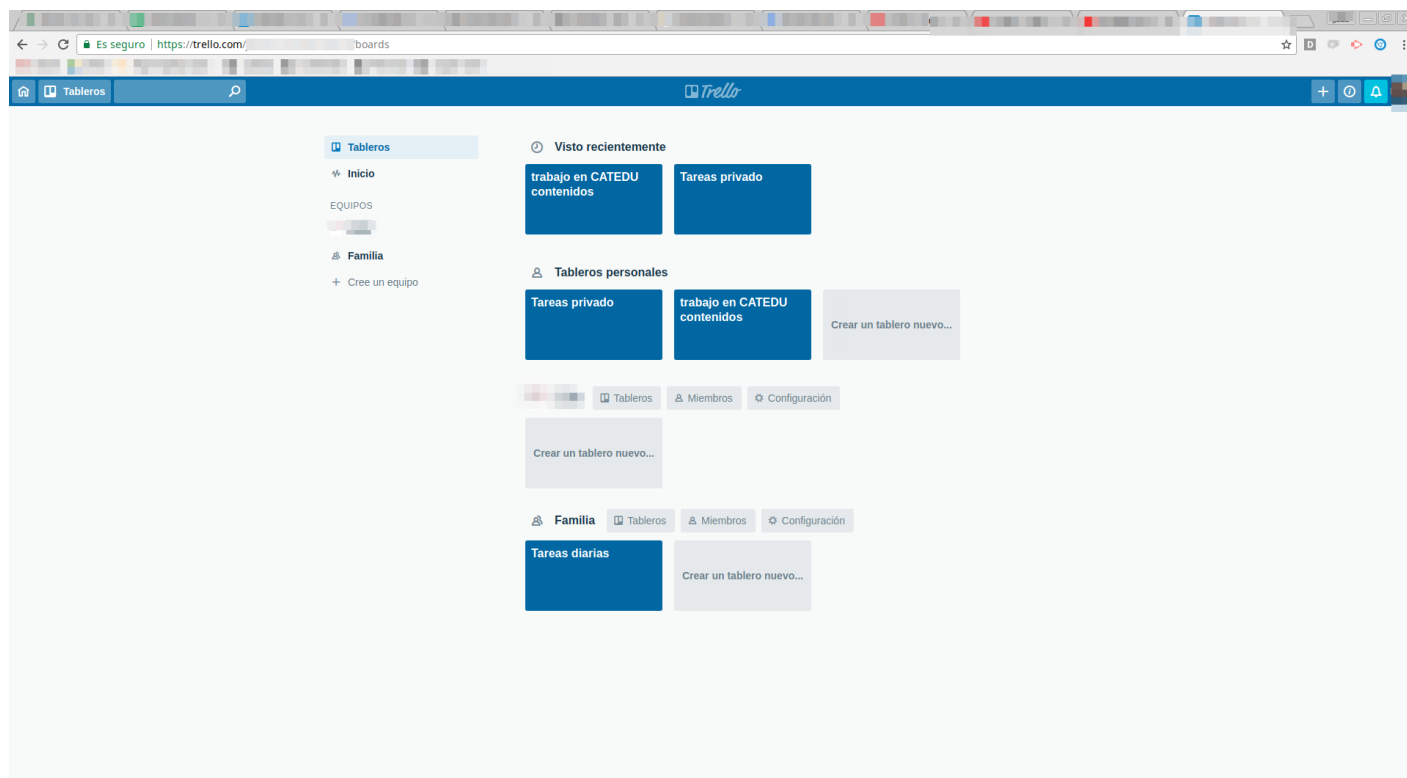 Es seguro | https://trello.com/
boards
Tableros
Trello
Tableros
Inicio
EQUIPOS
Familia
+ Cree un equipo
Visto recientemente
trabajo en CATEDU
contenidos
Tareas privado
Tableros personales
Tareas privado
trabajo en CATEDU
contenidos
Crear un tablero nuevo...
Tableros
Miembros
Configuración
Crear un tablero nuevo...
Familia
Tableros
Miembros
Configuración
Tareas diarias
Crear un tablero nuevo...